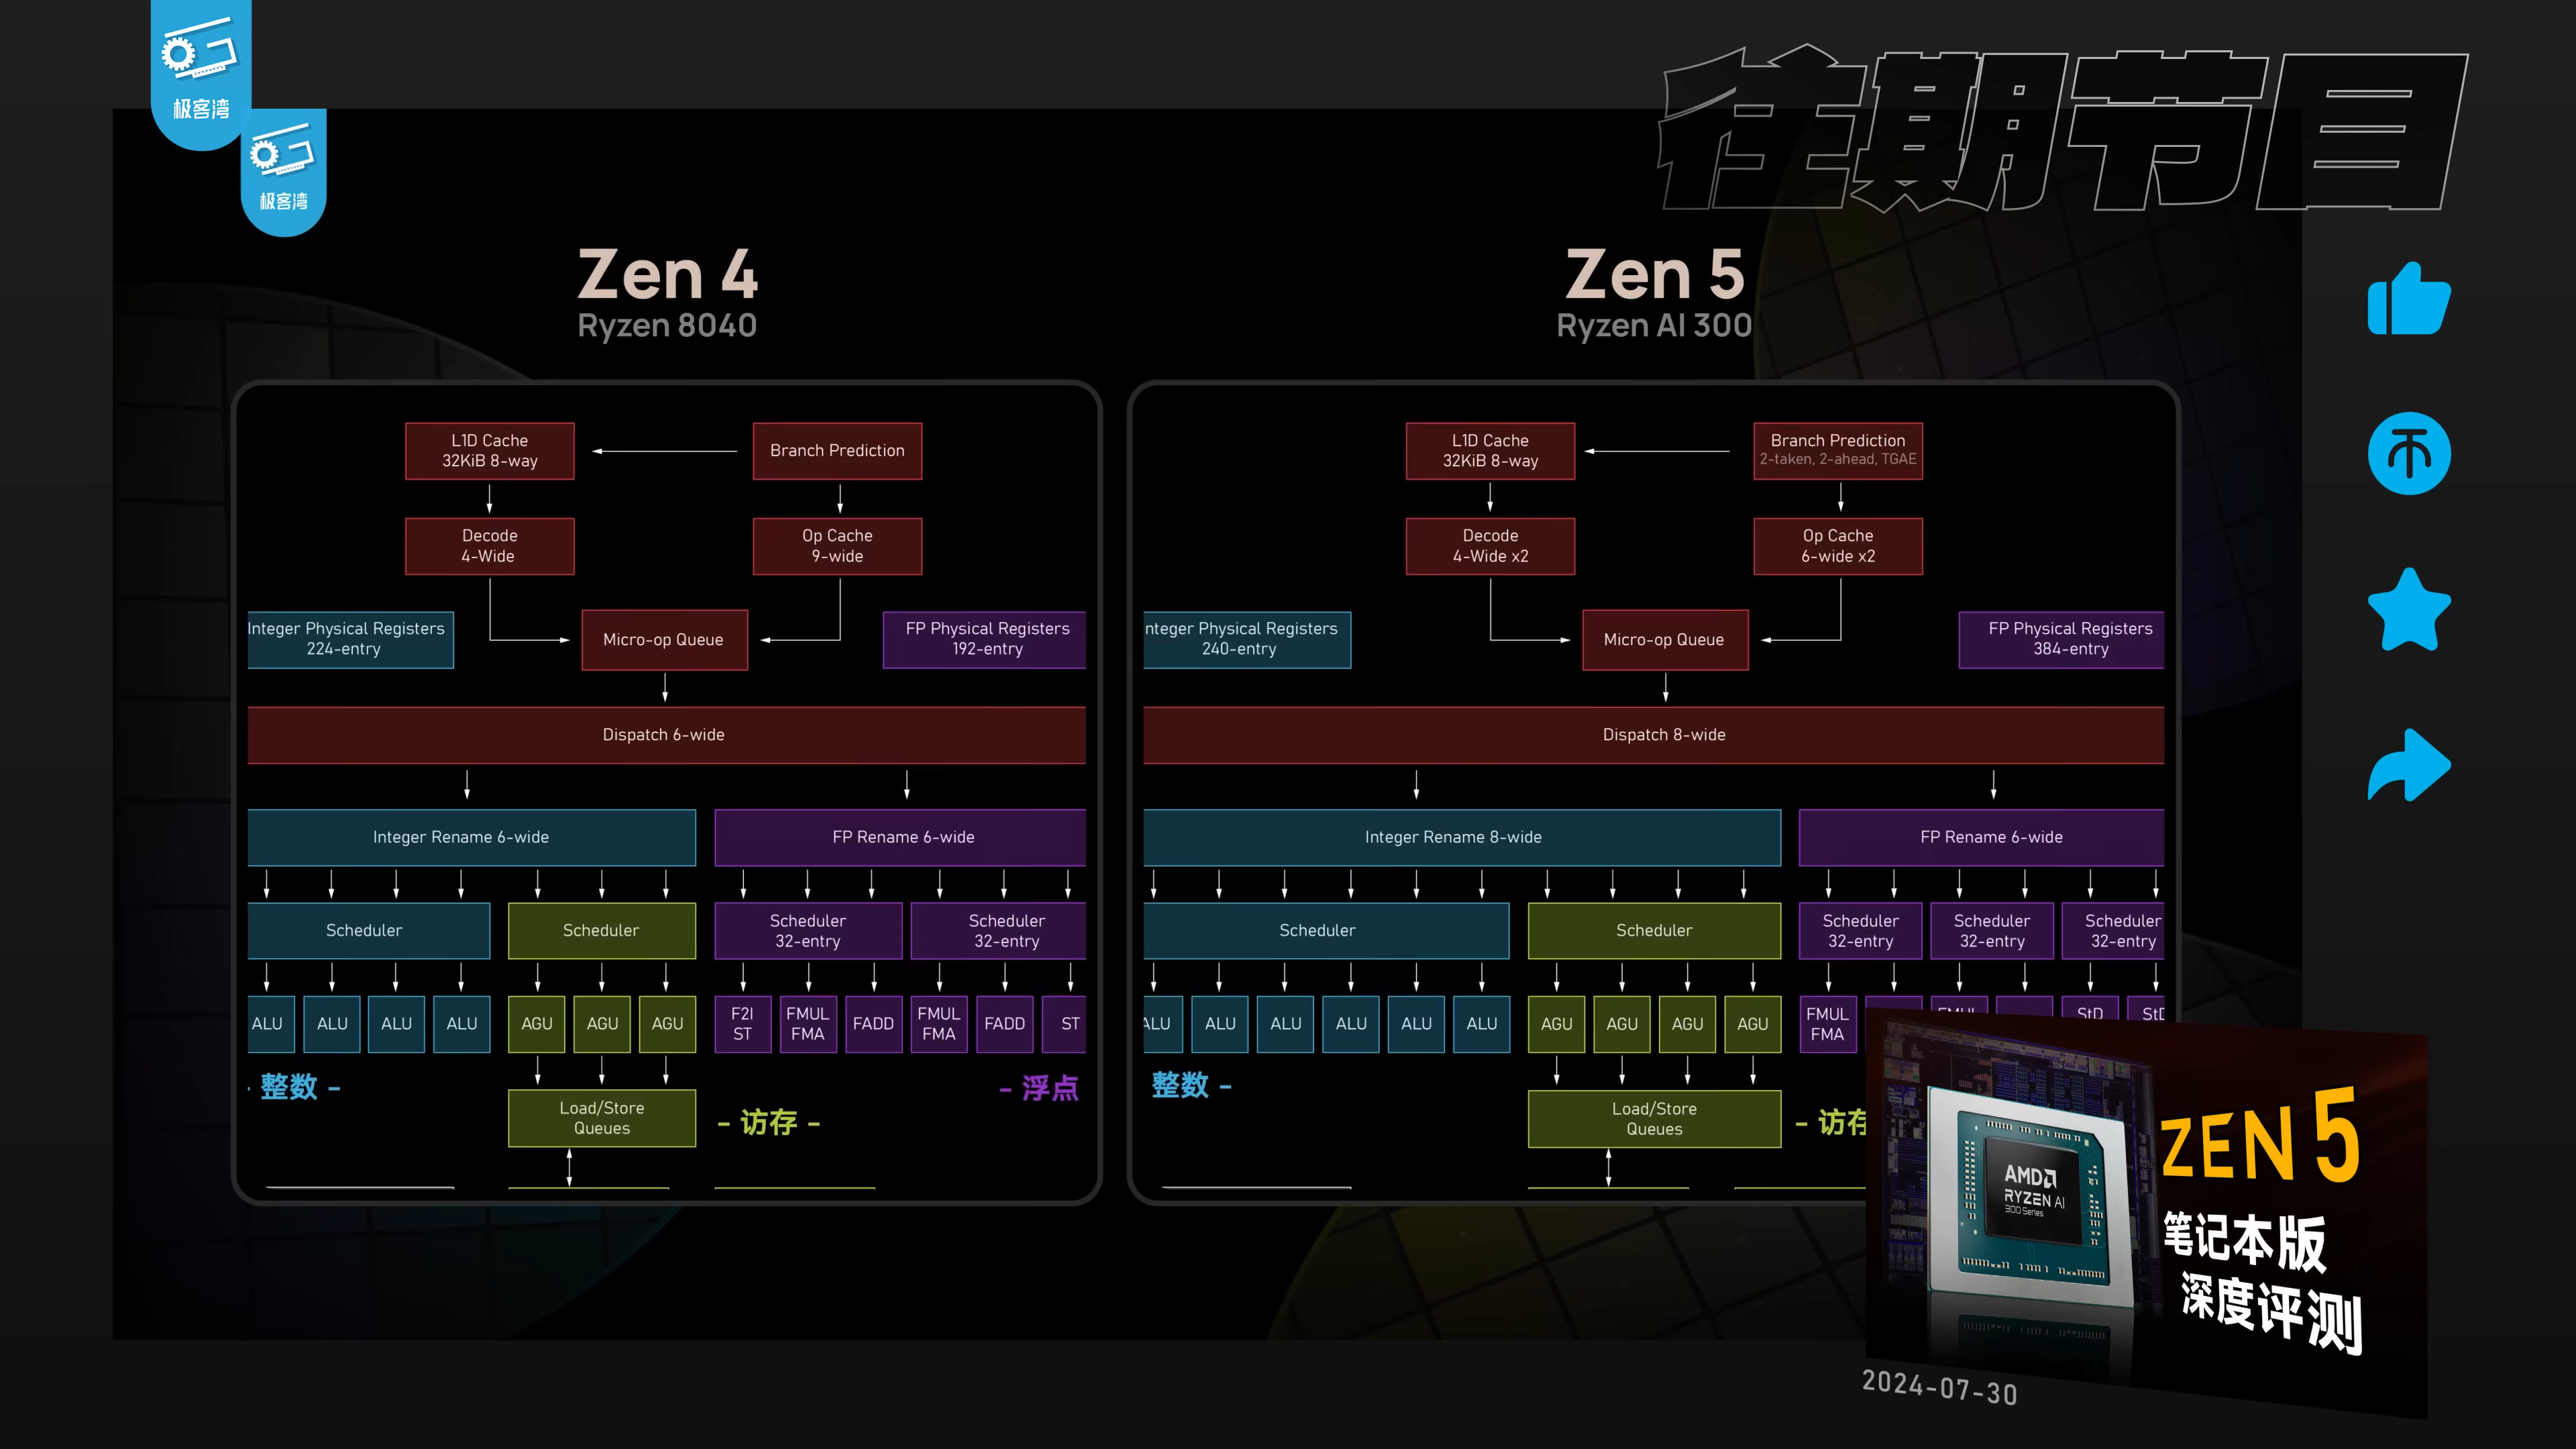 极客湾
极客湾
往期节目
Zen 4
Ryzen 8040
L1D Cache
32KiB 8-way
Branch Prediction
Decode
4-Wide
Op Cache
9-wide
Integer Physical Registers
224-entry
Micro-op Queue
FP Physical Registers
192-entry
Dispatch 6-wide
Integer Rename 6-wide
FP Rename 6-wide
Scheduler
Scheduler
Scheduler
32-entry
Scheduler
32-entry
ALU
ALU
ALU
ALU
AGU
AGU
AGU
F2I
ST
FMUL
FMA
FADD
FMUL
FMA
FADD
ST
- 整数 -
- 浮点
Load/Store
Queues
- 访存 -
Zen 5
Ryzen AI 300
L1D Cache
32KiB 8-way
Branch Prediction
2-taken, 2-ahead, TGAE
Decode
4-Wide x2
Op Cache
6-wide x2
nteger Physical Registers
240-entry
Micro-op Queue
FP Physical Registers
384-entry
Dispatch 8-wide
Integer Rename 8-wide
FP Rename 6-wide
Scheduler
Scheduler
Scheduler
32-entry
Scheduler
32-entry
Scheduler
32-entry
ALU
ALU
ALU
ALU
ALU
ALU
AGU
AGU
AGU
AGU
FMUL
FMA
StD
整数 -
Load/Store
Queues
- 访存
AMD
RYZEN AI
300 Series
ZEN 5
笔记本版
深度评测
2024-07-30